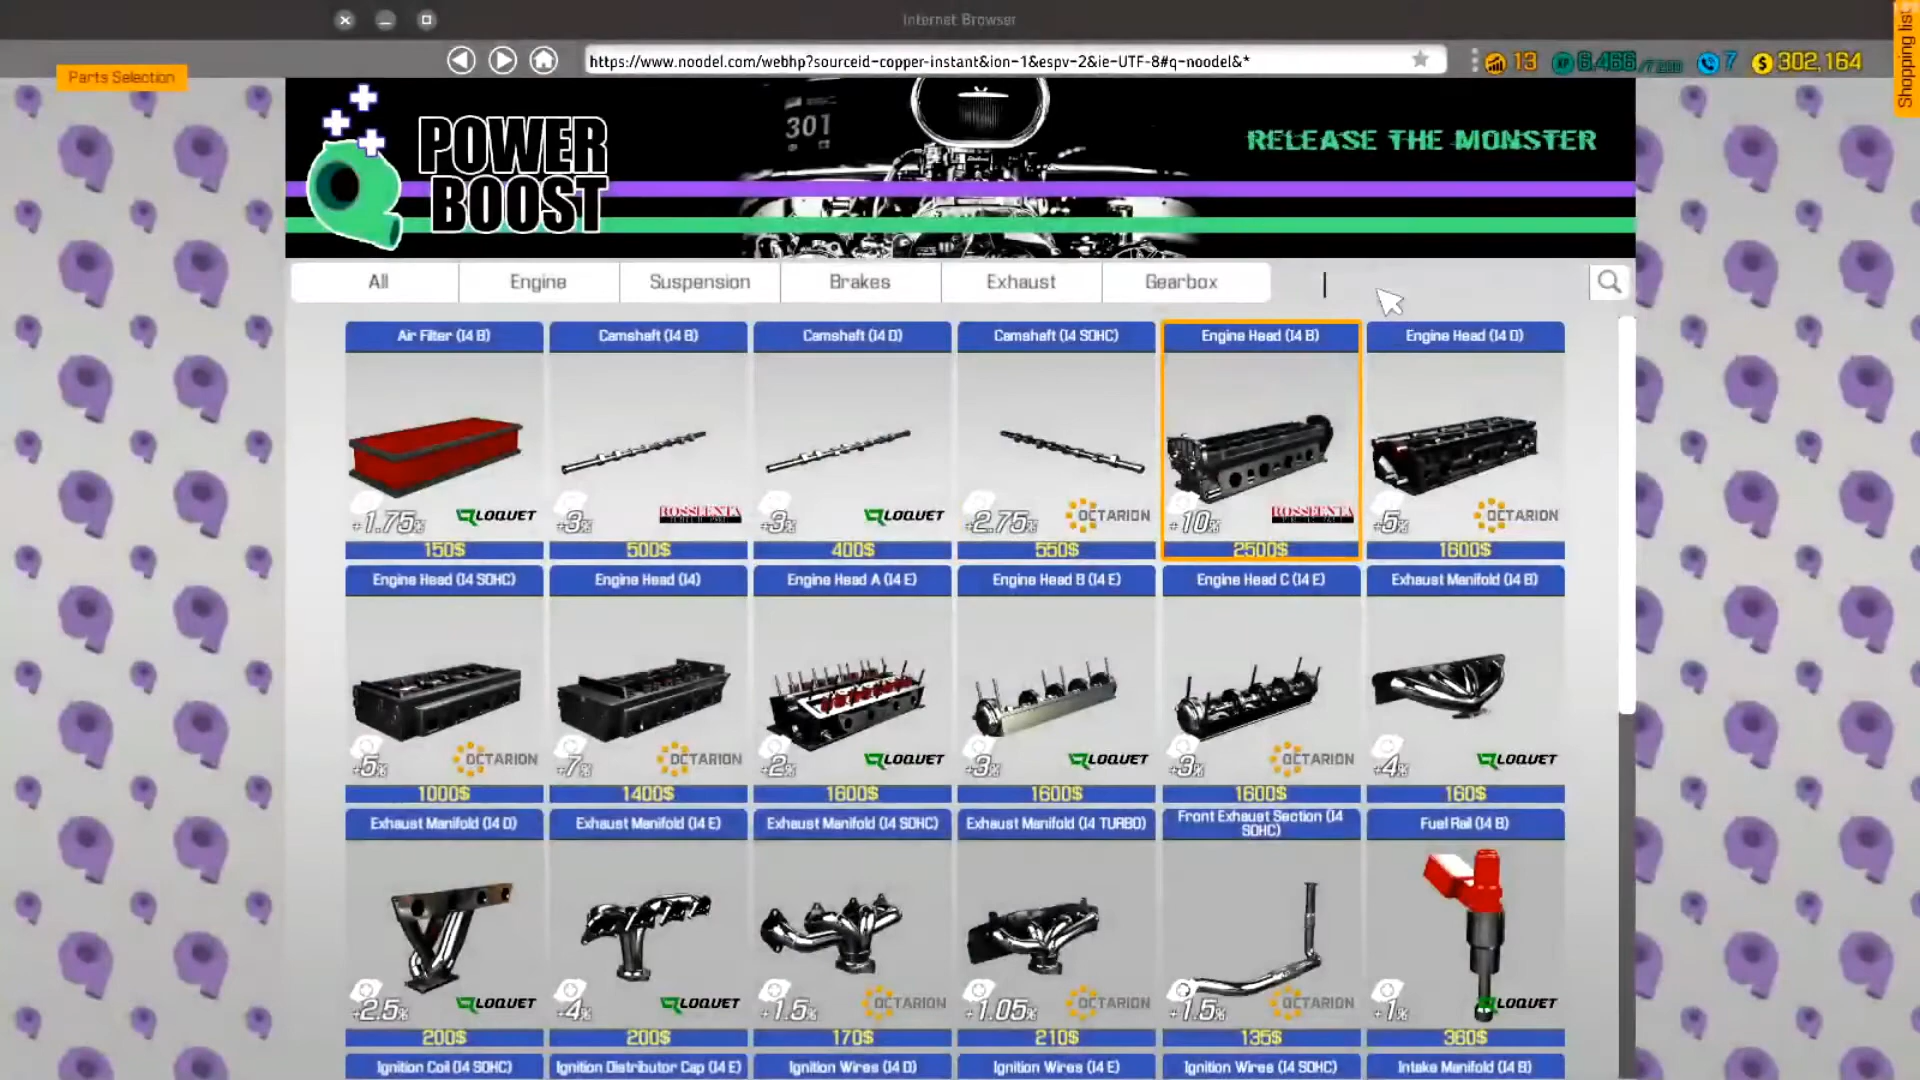 Internet Browser
https://www.noodel.com/webhp?sourceid-copper-instant&ion-1&espv-2&ie-UTF-8#q-noodel&*
13
6,466
7
302,164
Shopping list
Parts Selection
POWER
BOOST
301
RELEASE THE MONSTER
All
Engine
Suspension
Brakes
Exhaust
Gearbox
Air Filter (I4 B)
Camshaft (I4 B)
Camshaft (I4 D)
Camshaft (I4 SOHC)
Engine Head (I4 B)
Engine Head (I4 D)
+1.75% LOQUET
+3%
+3% LOQUET
+2.75% OCTARION
+10%
+5% OCTARION
150$
500$
400$
550$
2500$
1600$
Engine Head (I4 SOHC)
Engine Head (I4)
Engine Head A (I4 E)
Engine Head B (I4 E)
Engine Head C (I4 E)
Exhaust Manifold (I4 B)
+5% OCTARION
+7% OCTARION
+2% LOQUET
+3% LOQUET
+3% OCTARION
+4% LOQUET
1000$
1400$
1600$
1600$
1600$
160$
Exhaust Manifold (I4 D)
Exhaust Manifold (I4 E)
Exhaust Manifold (I4 SOHC)
Exhaust Manifold (I4 TURBO)
Front Exhaust Section (I4
SOHC)
Fuel Rail (I4 B)
+2.5% LOQUET
+4% LOQUET
+1.5% OCTARION
+1.05% OCTARION
+1.5% OCTARION
+1% LOQUET
200$
200$
170$
210$
135$
360$
Ignition Coil (I4 SOHC)
Ignition Distributor Cap (I4 E)
Ignition Wires (I4 D)
Ignition Wires (I4 E)
Ignition Wires (I4 SOHC)
Intake Manifold (I4 B)